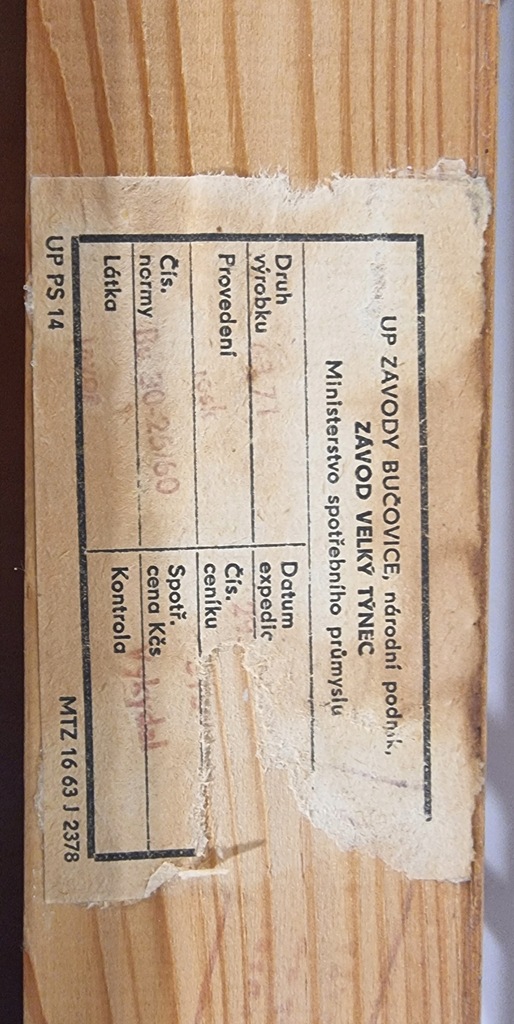 UP ZÁVODY BUČOVICE, národní podnik,
ZÁVOD VELKÝ TÝNEC
Ministerstvo spotřebního průmyslu
Druh
výrobku
Provedení
Čís.
normy
Látka
Datum
expedic
Čís.
ceníku
Spotř.
cena Kčs
Kontrola
UP PS 14
MTZ 16 63 J 2378